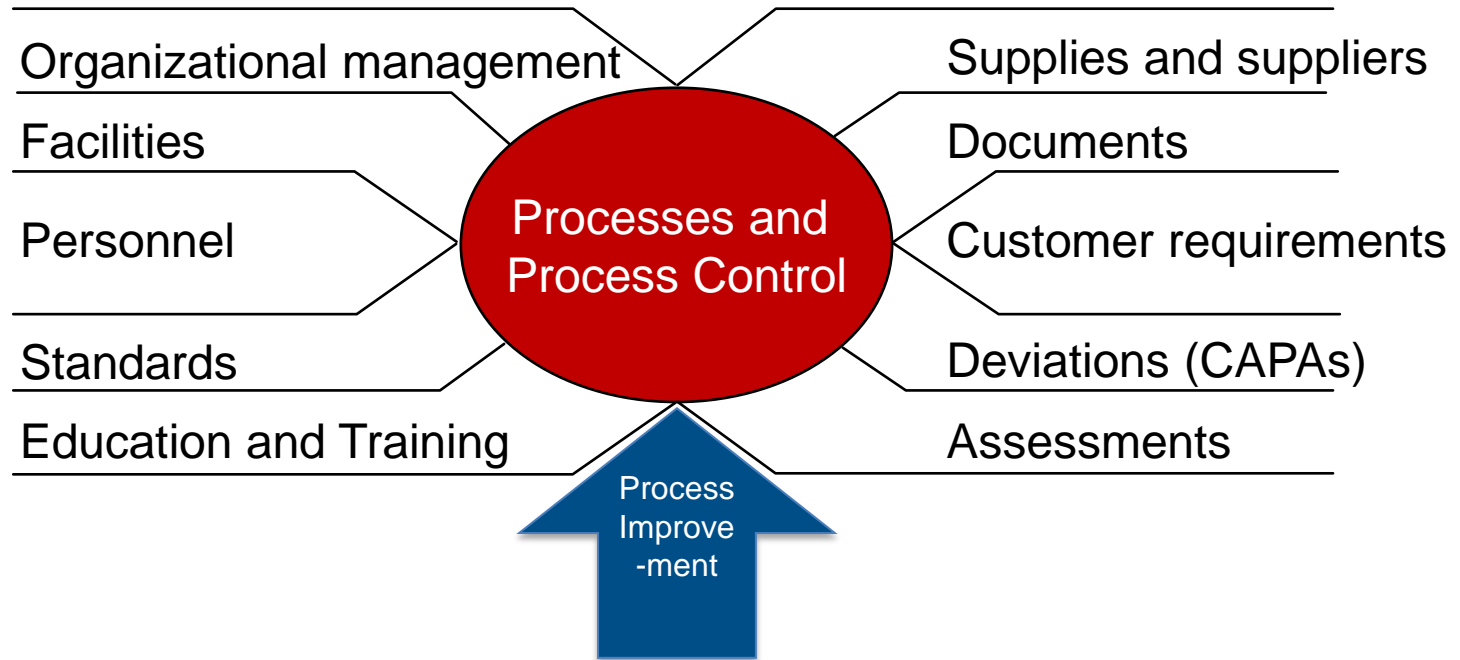 Organizational management
Facilities
Personnel
Standards
Education and Training
Processes and
Process Control
Supplies and suppliers
Documents
Customer requirements
Deviations (CAPAs)
Assessments
Process
Improve
-ment